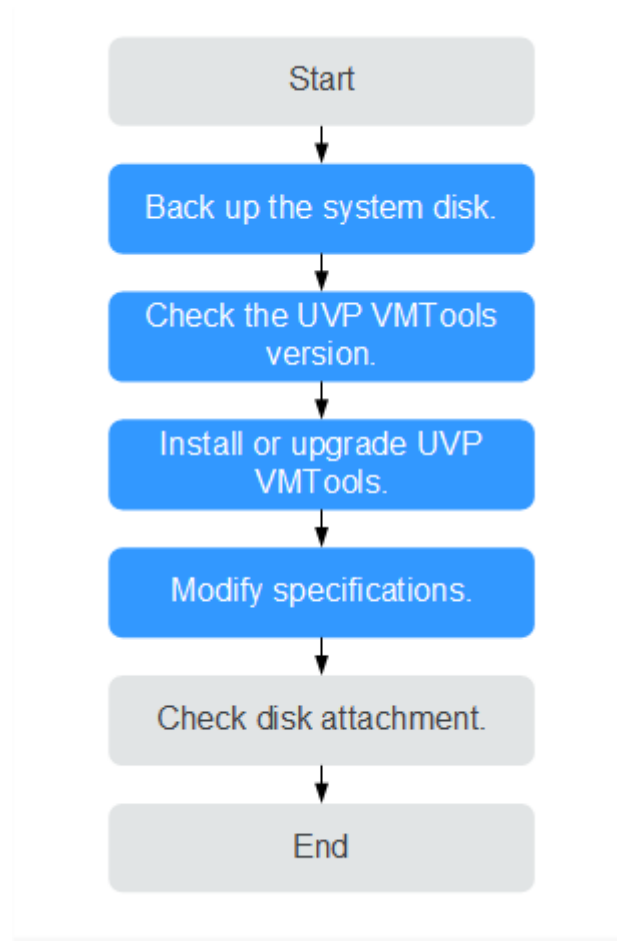 Start
Back up the system disk.
Check the UVP VMTools
version.
Install or upgrade UVP
VMTools.
Modify specifications.
Check disk attachment.
End